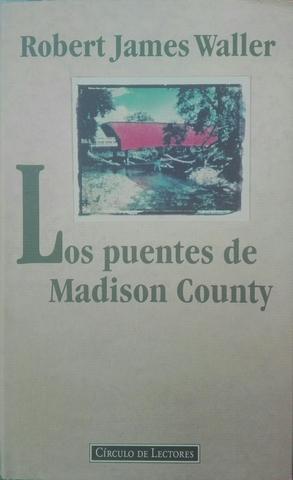 Robert James Waller
Los puentes de
Madison County
CÍRCULO DE LECTORES